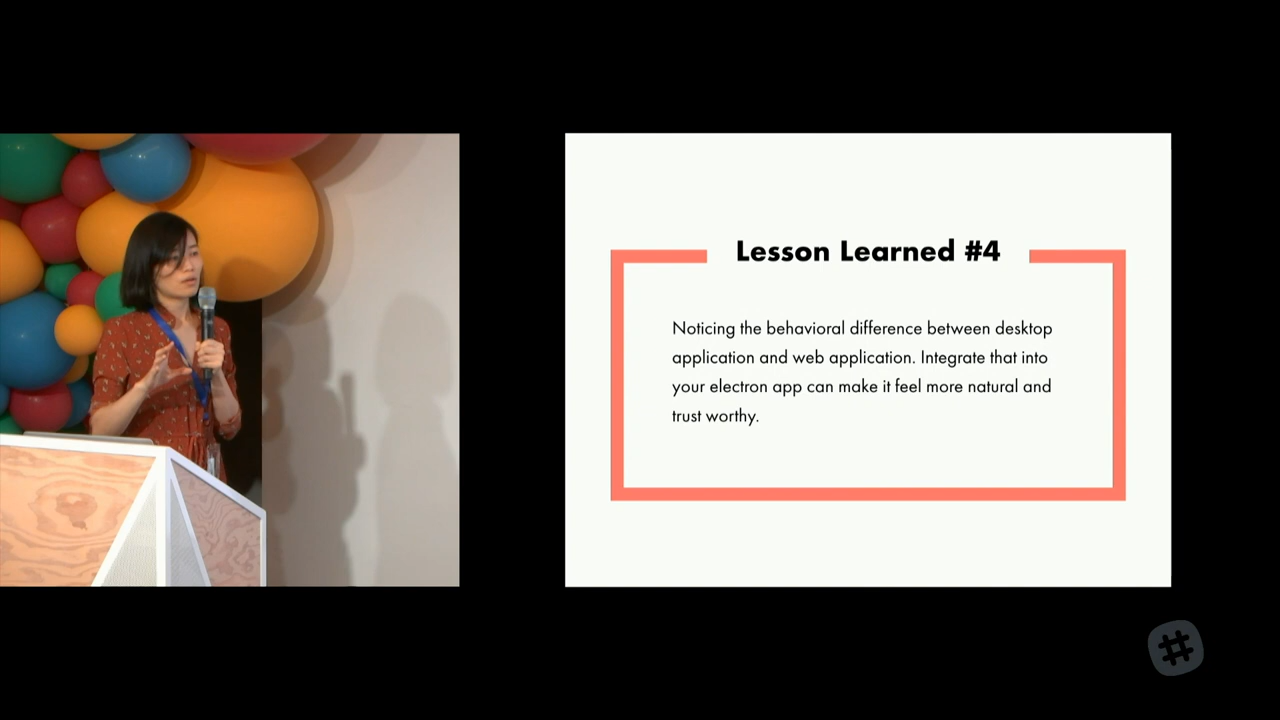 Lesson Learned #4
Noticing the behavioral difference between desktop
application and web application. Integrate that into
your electron app can make it feel more natural and
trust worthy.